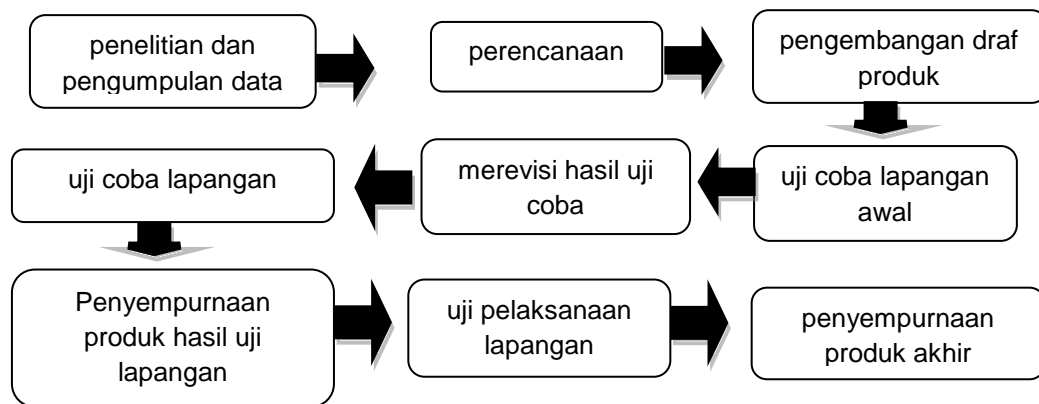 penelitian dan
pengumpulan data
perencanaan
pengembangan draf
produk
uji coba lapangan
awal
merevisi hasil uji
coba
uji coba lapangan
Penyempurnaan
produk hasil uji
lapangan
uji pelaksanaan
lapangan
penyempurnaan
produk akhir